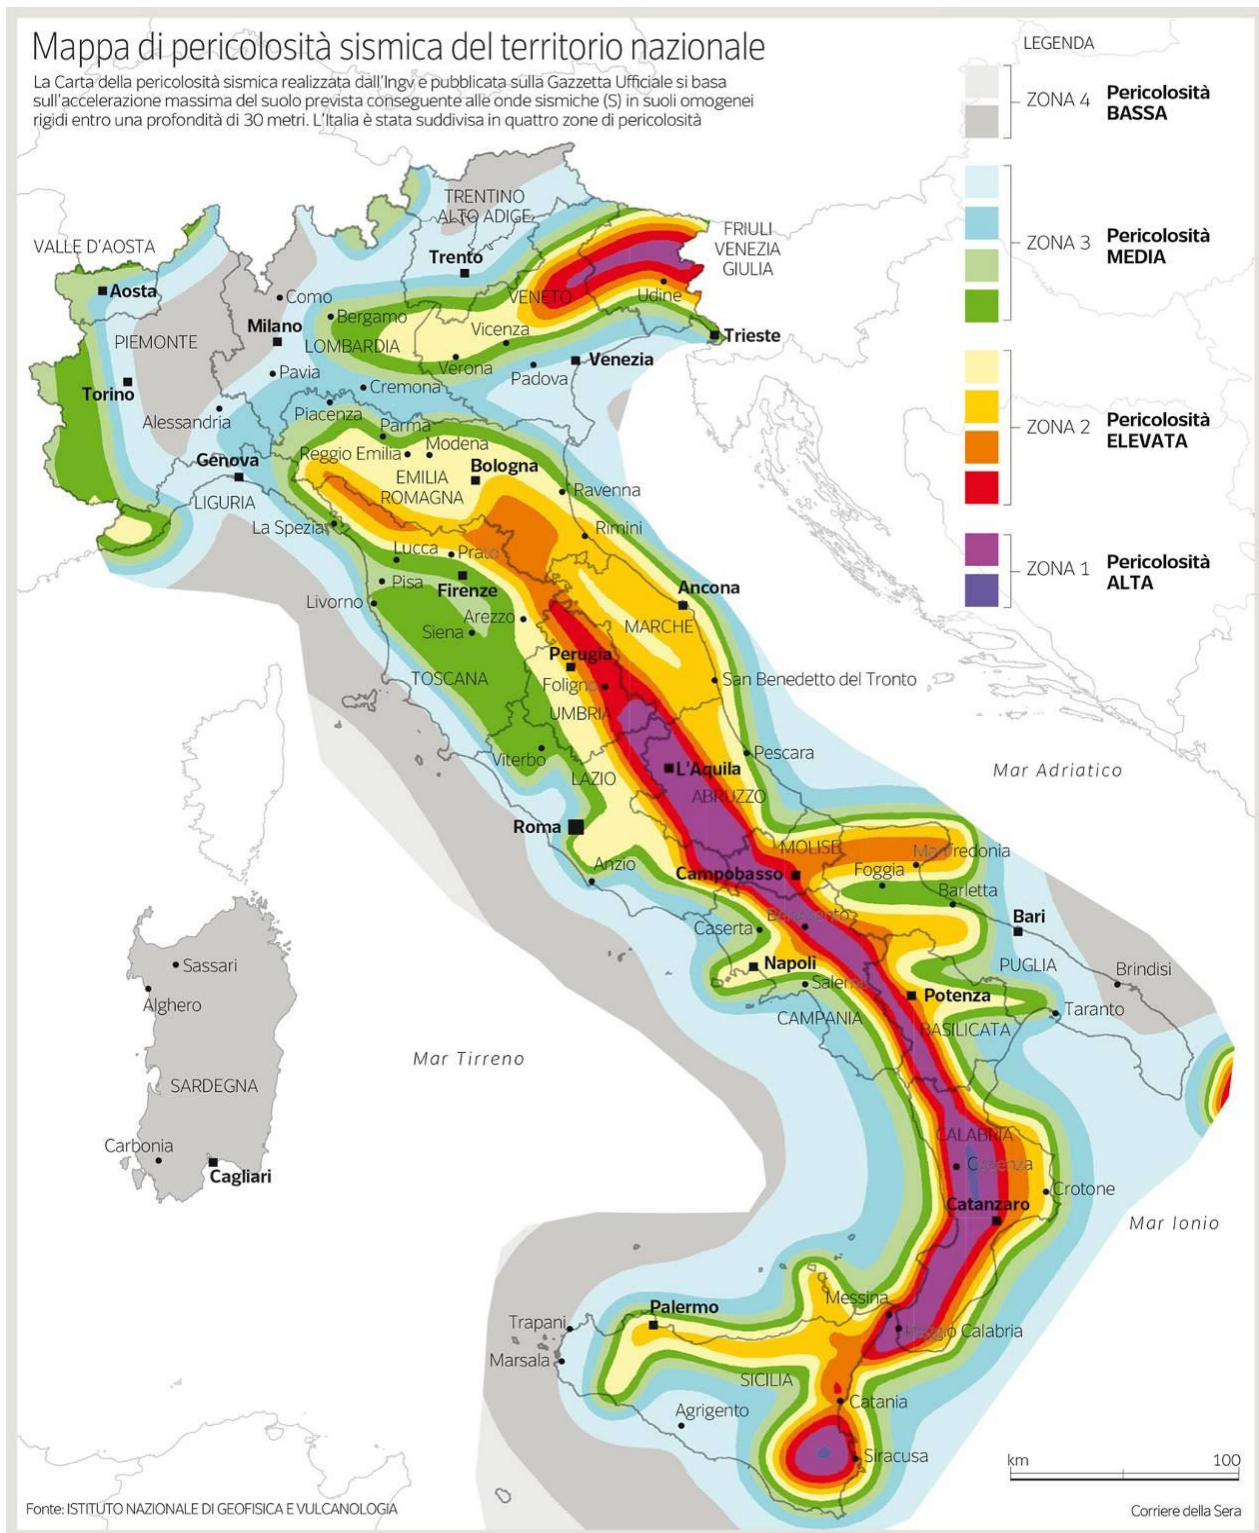 Mappa di pericolosità sismica del territorio nazionale
La Carta della pericolosità sismica realizzata dall'Ingv e pubblicata sulla Gazzetta Ufficiale si basa
sull'accelerazione massima del suolo prevista conseguente alle onde sismiche (S) in suoli omogenei
rigidi entro una profondità di 30 metri. L'Italia è stata suddivisa in quattro zone di pericolosità
LEGENDA
ZONA 4
Pericolosità
BASSA
ZONA 3
Pericolosità
MEDIA
ZONA 2
Pericolosità
ELEVATA
ZONA 1
Pericolosità
ALTA
TRENTINO
ALTO ADIGE
FRIULI
VENEZIA
GIULIA
VALLE D'AOSTA
Trento
Aosta
Como
VENETO
Udine
Bergamo
Milano
Vicenza
Trieste
PIEMONTE
LOMBARDIA
Venezia
Verona
Pavia
Padova
Torino
Cremona
Alessandria
Piacenza
Parma
Modena
Reggio Emilia
Genova
Bologna
EMILIA
ROMAGNA
Ravenna
LIGURIA
La Spezia
Rimini
Lucca
Prato
Pisa
Firenze
Ancona
Livorno
Arezzo
MARCHE
Siena
Perugia
TOSCANA
Foligno
San Benedetto del Tronto
UMBRIA
Viterbo
Pescara
LAZIO
L'Aquila
Mar Adriatico
ABRUZZO
Roma
MOLISE
Manfredonia
Anzio
Campobasso
Foggia
Barletta
Benevento
Bari
Caserta
Napoli
PUGLIA
Brindisi
Sassari
Salerno
Potenza
Alghero
Taranto
CAMPANIA
BASILICATA
Mar Tirreno
SARDEGNA
CALABRIA
Carbonia
Cosenza
Cagliari
Crotone
Catanzaro
Mar Ionio
Messina
Palermo
Trapani
Reggio Calabria
Marsala
SICILIA
Agrigento
Catania
Siracusa
km
100
Fonte: ISTITUTO NAZIONALE DI GEOFISICA E VULCANOLOGIA
Corriere della Sera